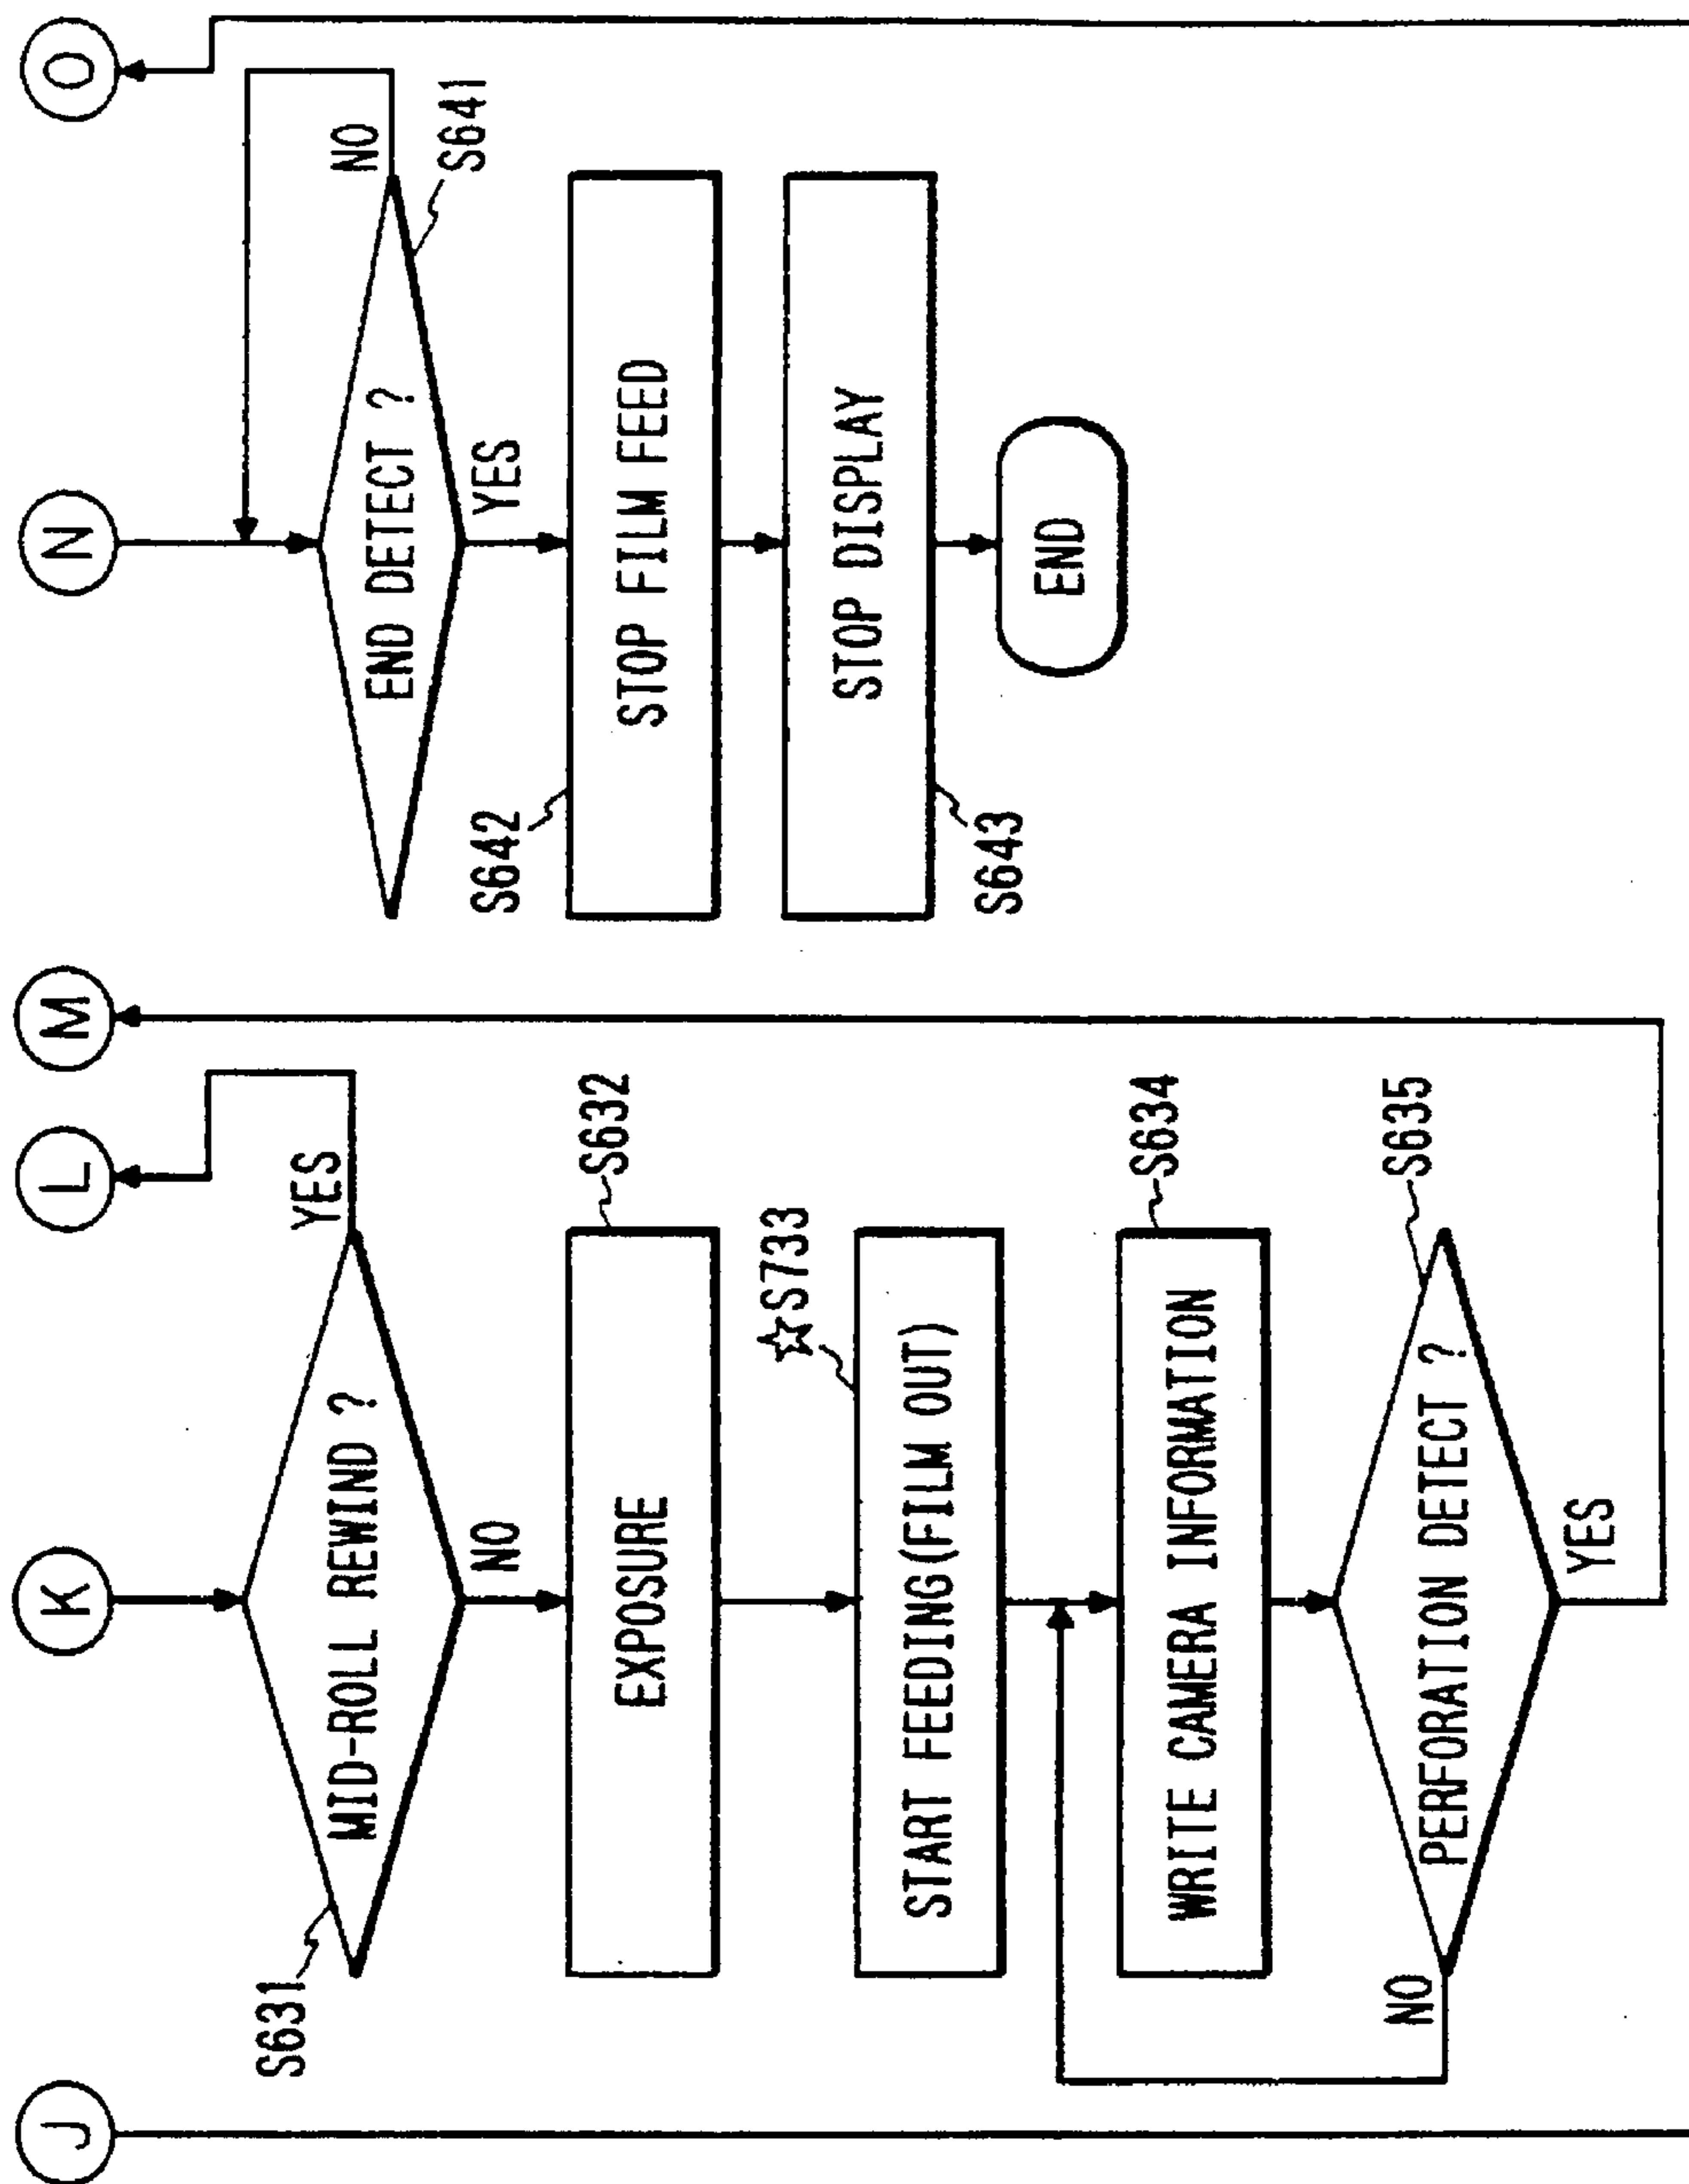 J
K
L
M
N
O
S631
MID-ROLL REWIND ?
YES
NO
EXPOSURE
S632
☆S733
START FEEDING(FILM OUT)
WRITE CAMERA INFORMATION
S634
PERFORATION DETECT ?
S635
NO
YES
END DETECT ?
NO
S641
YES
S642
STOP FILM FEED
STOP DISPLAY
S643
END